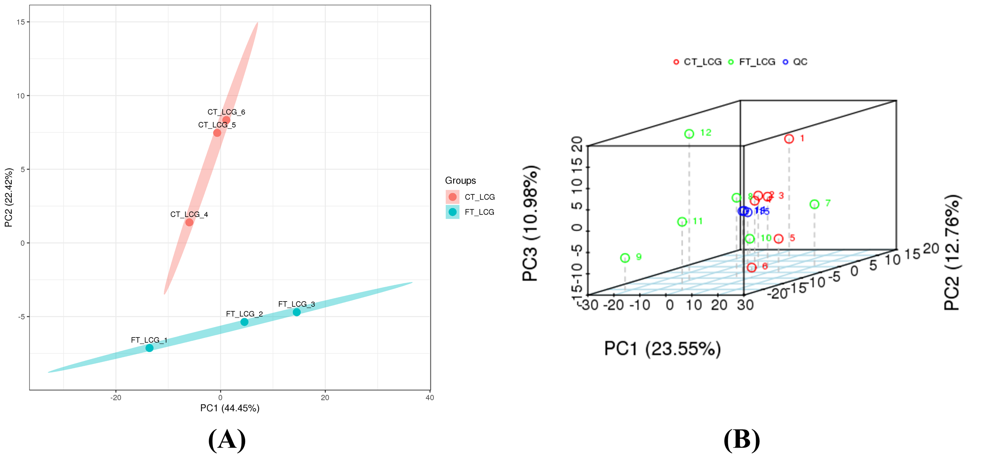 15
10
5
0
-5
PC2 (22.42%)
CT_LCG_6
CT_LCG_5
CT_LCG_4
FT_LCG_3
FT_LCG_2
FT_LCG_1
-20 0 20 40
PC1 (44.45%)
Groups
CT_LCG
FT_LCG
(A)
CT_LCG FT_LCG QC
PC3 (10.98%)
20
15
10
5
0
-5
-10
-15
12
1
8
2
3
4
7
11
10
5
9
6
-30 -20 -10 0 10 20 30
PC1 (23.55%)
-20 -15 -10 -5 0 5 10 15 20
PC2 (12.76%)
(B)